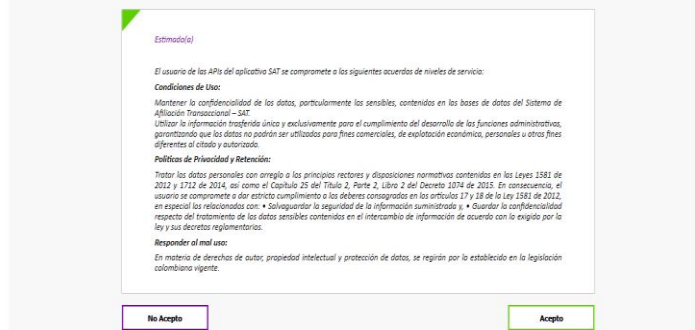 Estimado(a)
El usuario de las APIs del aplicativo SAT se compromete a los siguientes acuerdos de niveles de servicio:
Condiciones de Uso:
Mantener la confidencialidad de los datos, particularmente los sensibles, contenidos en las bases de datos del Sistema de
Afiliación Transaccional – SAT.
Utilizar la información trasferida única y exclusivamente para el cumplimiento del desarrollo de las funciones administrativas,
garantizando que los datos no podrán ser utilizados para fines comerciales, de explotación económica, personales u otros fines
diferentes al citado y autorizado.
Políticas de Privacidad y Retención:
Tratar los datos personales con arreglo a los principios rectores y disposiciones normativas contenidas en las Leyes 1581 de
2012 y 1712 de 2014, así como el Capítulo 25 del Título 2, Parte 2, Libro 2 del Decreto 1074 de 2015. En consecuencia, el
usuario se compromete a dar estricto cumplimiento a los deberes consagrados en los artículos 17 y 18 de la Ley 1581 de 2012,
en especial los relacionados con: • Salvaguardar la seguridad de la información suministrada y, • Guardar la confidencialidad
respecto del tratamiento de los datos sensibles contenidos en el intercambio de información de acuerdo con lo exigido por la
ley y sus decretos reglamentarios.
Responder al mal uso:
En materia de derechos de autor, propiedad intelectual y protección de datos, se regirán por lo establecido en la legislación
colombiana vigente.
No Acepto
Acepto